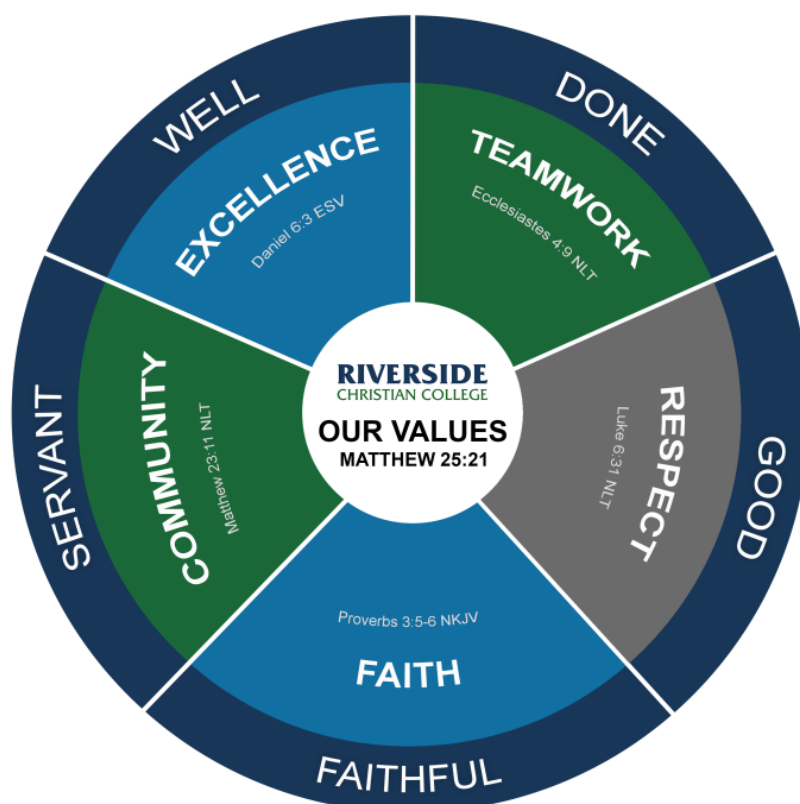 WELL
DONE
GOOD
FAITHFUL
SERVANT
EXCELLENCE
Daniel 6:3 ESV
TEAMWORK
Ecclesiastes 4:9 NLT
RESPECT
Luke 6:31 NLT
Proverbs 3:5-6 NKJV
FAITH
COMMUNITY
Matthew 23:11 NLT
RIVERSIDE
CHRISTIAN COLLEGE
OUR VALUES
MATTHEW 25:21